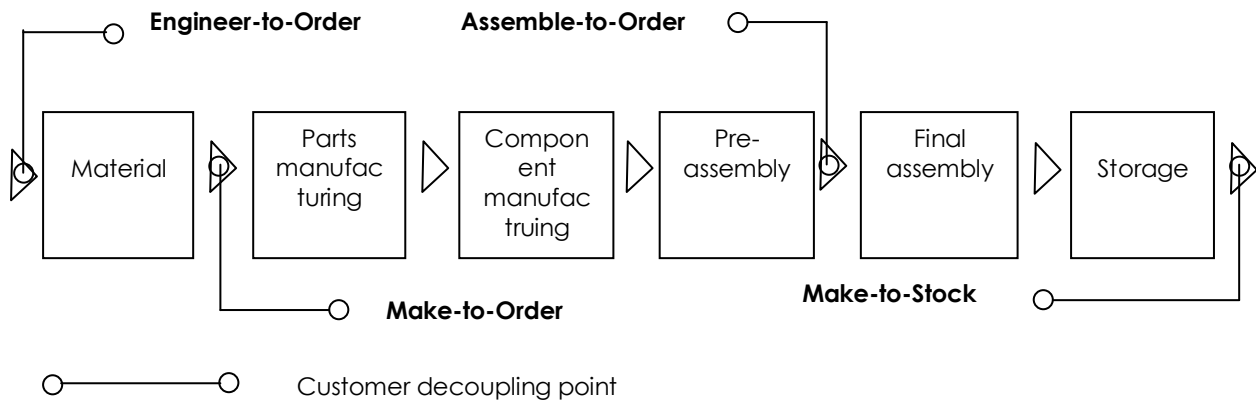 Engineer-to-Order
Assemble-to-Order
Material
Parts
manufac
turing
Compon
ent
manufac
truing
Pre-
assembly
Final
assembly
Storage
Make-to-Order
Make-to-Stock
Customer decoupling point